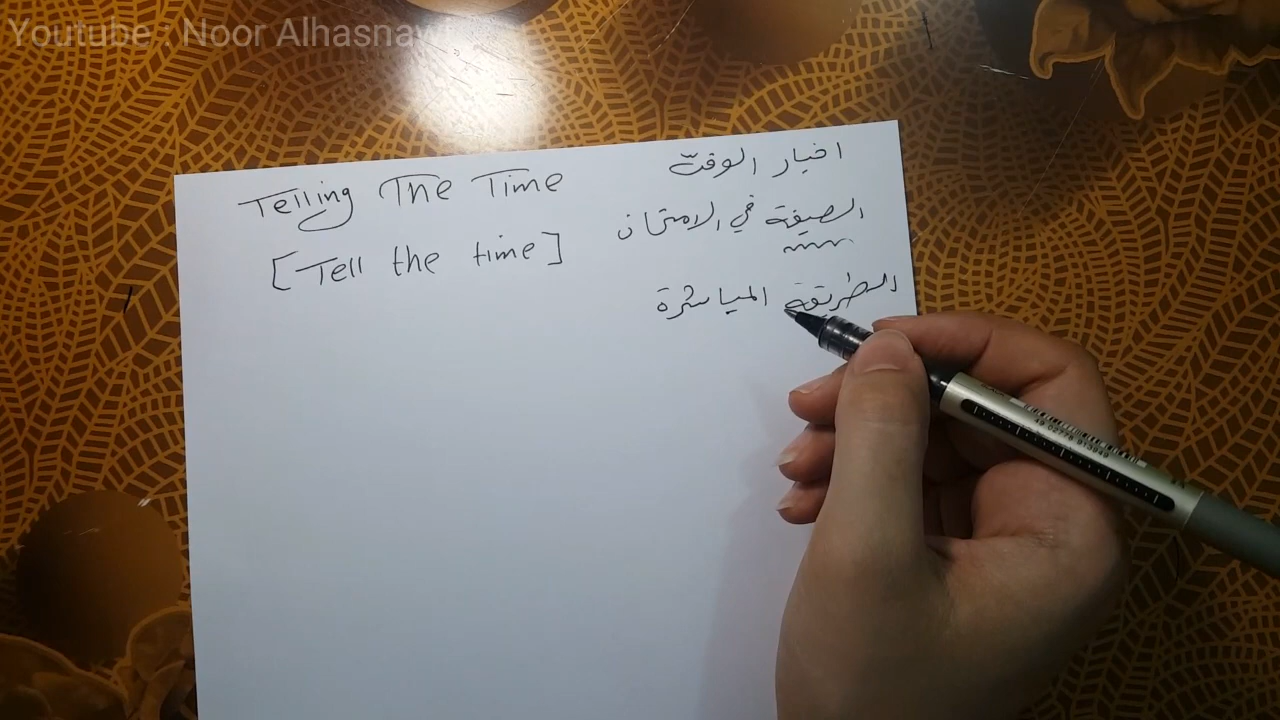 Youtube : Noor Alhasnawi
Telling The Time
اخبار الوقت
[Tell the time]
الصيغة في الامتحان
الطريقة المباشرة